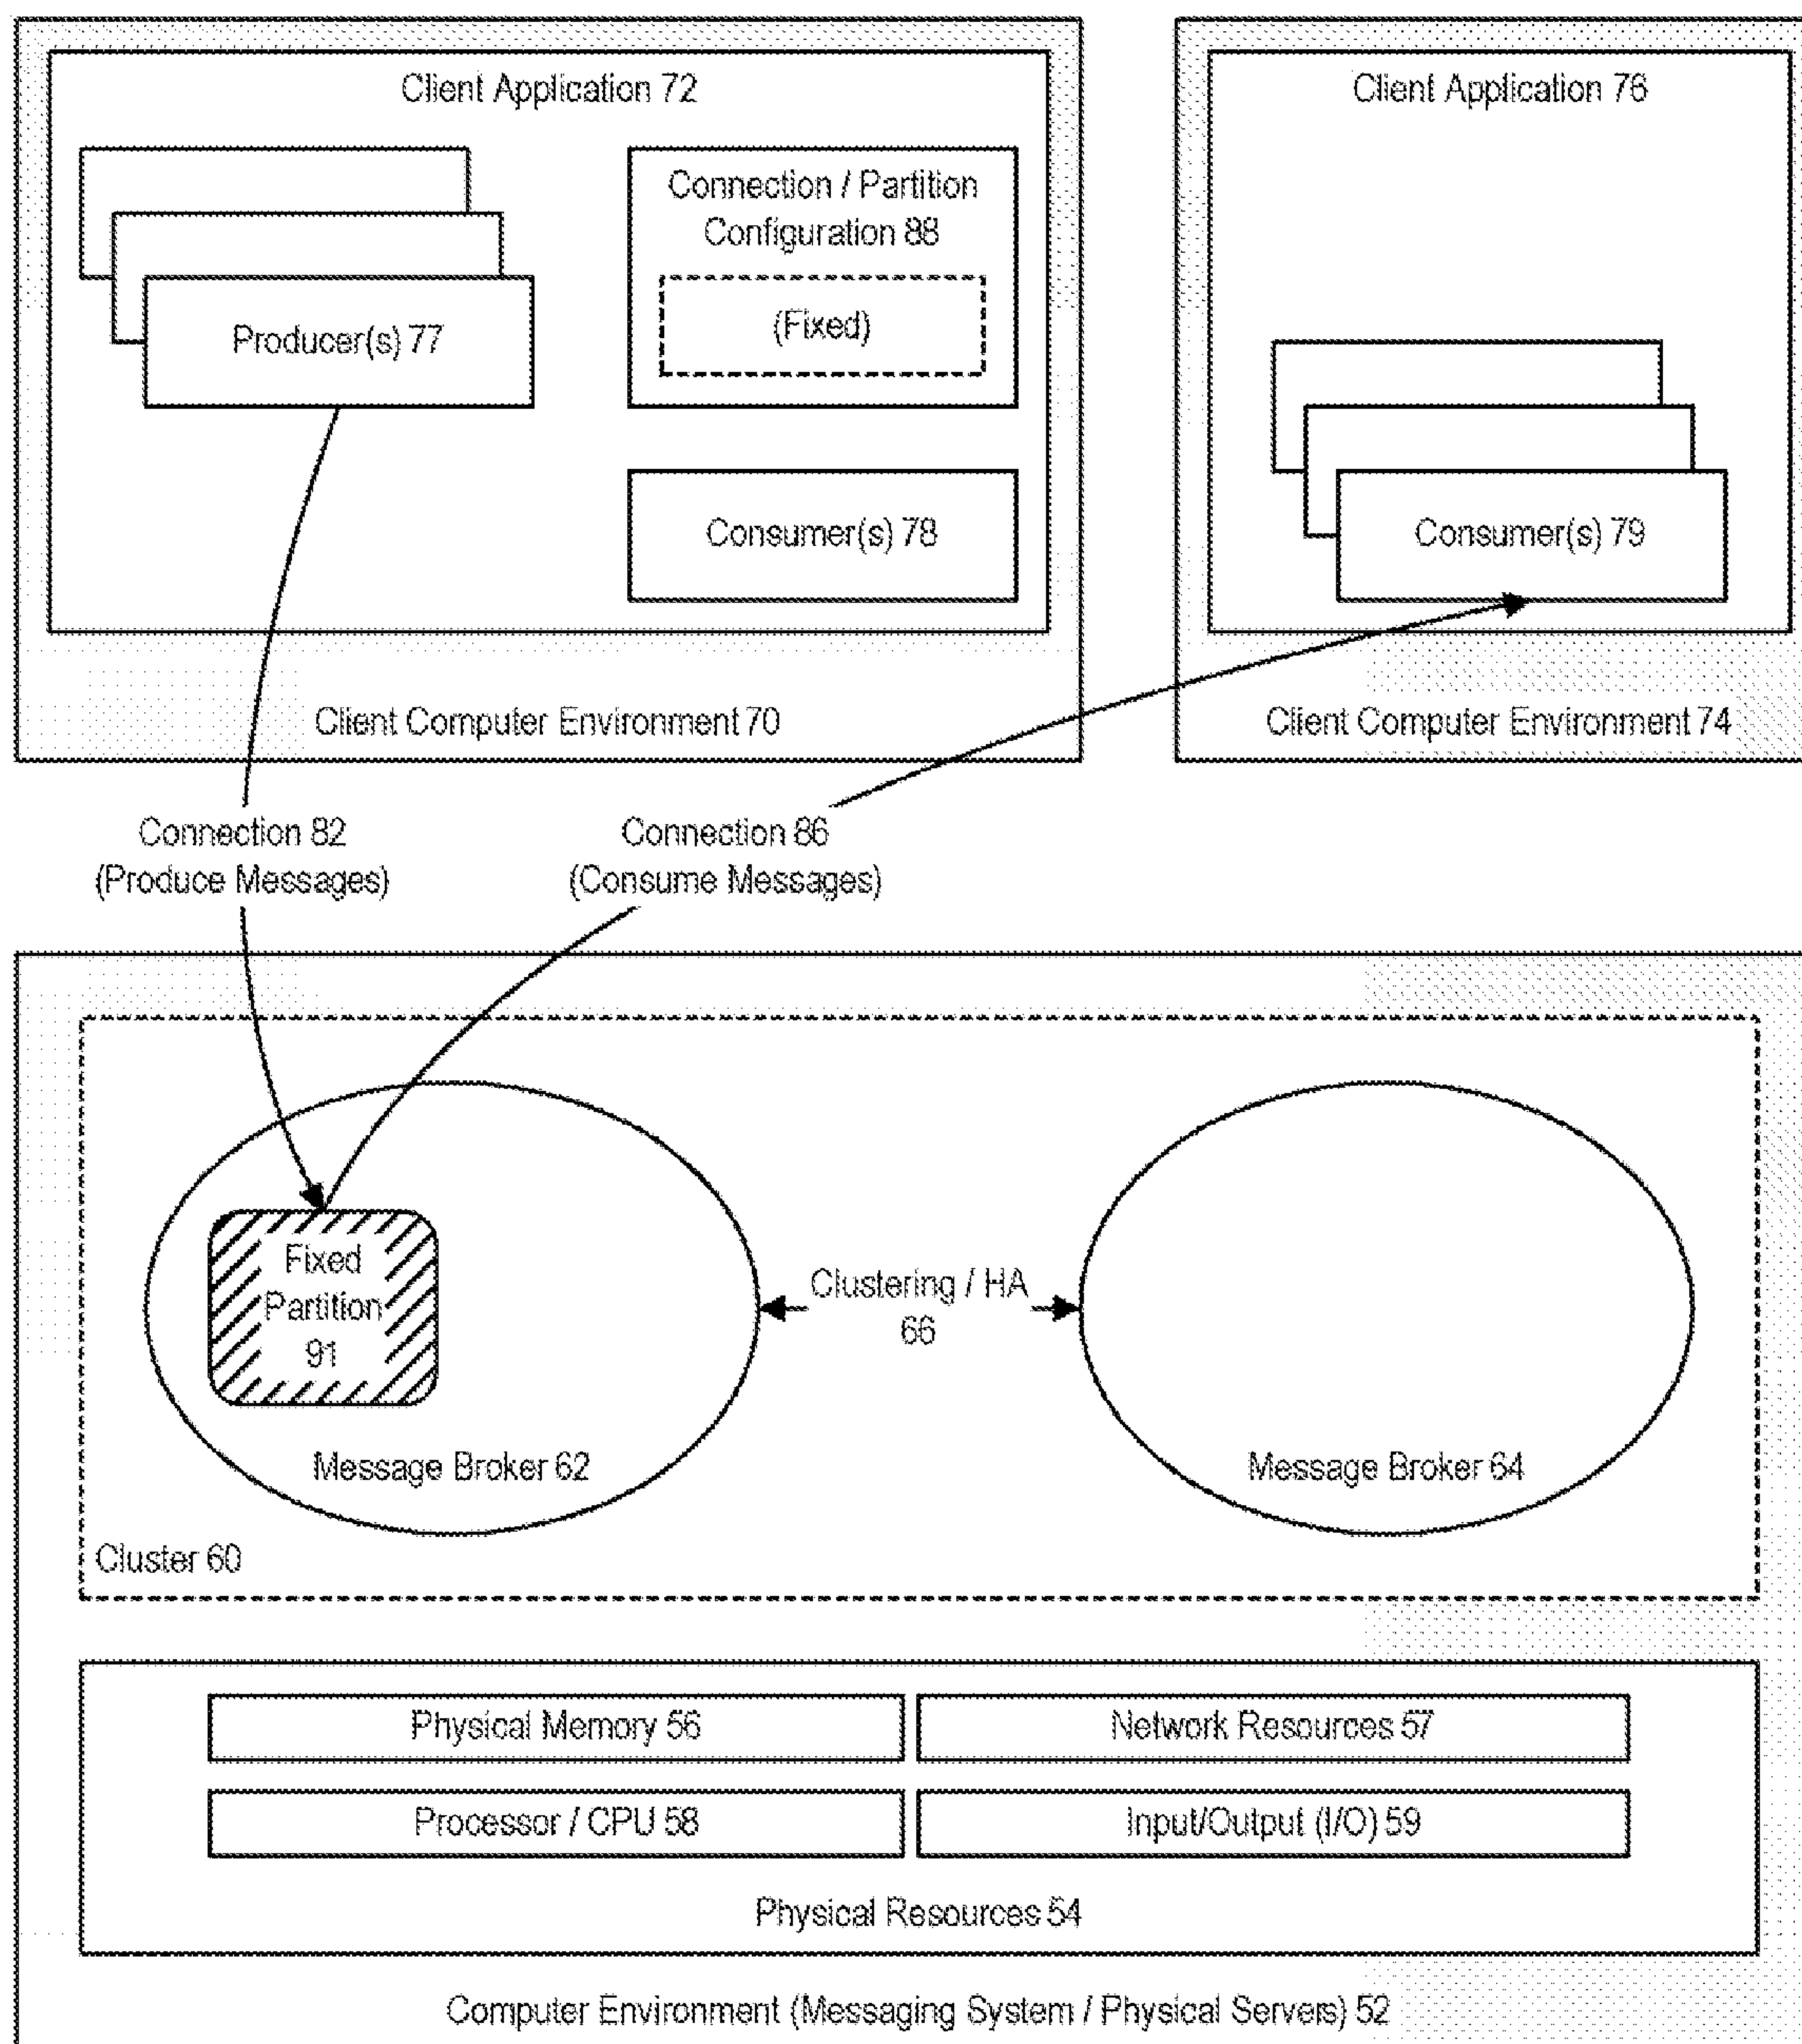 Client Application 72
Client Application 76
Connection / Partition
Configuration 88
(Fixed)
Producer(s) 77
Consumer(s) 78
Consumer(s) 79
Client Computer Environment 70
Client Computer Environment 74
Connection 82
(Produce Messages)
Connection 86
(Consume Messages)
Fixed
Partition
91
Clustering / HA
66
Message Broker 62
Message Broker 64
Cluster 60
Physical Memory 56
Network Resources 57
Processor / CPU 58
Input/Output (I/O) 59
Physical Resources 54
Computer Environment (Messaging System / Physical Servers) 52